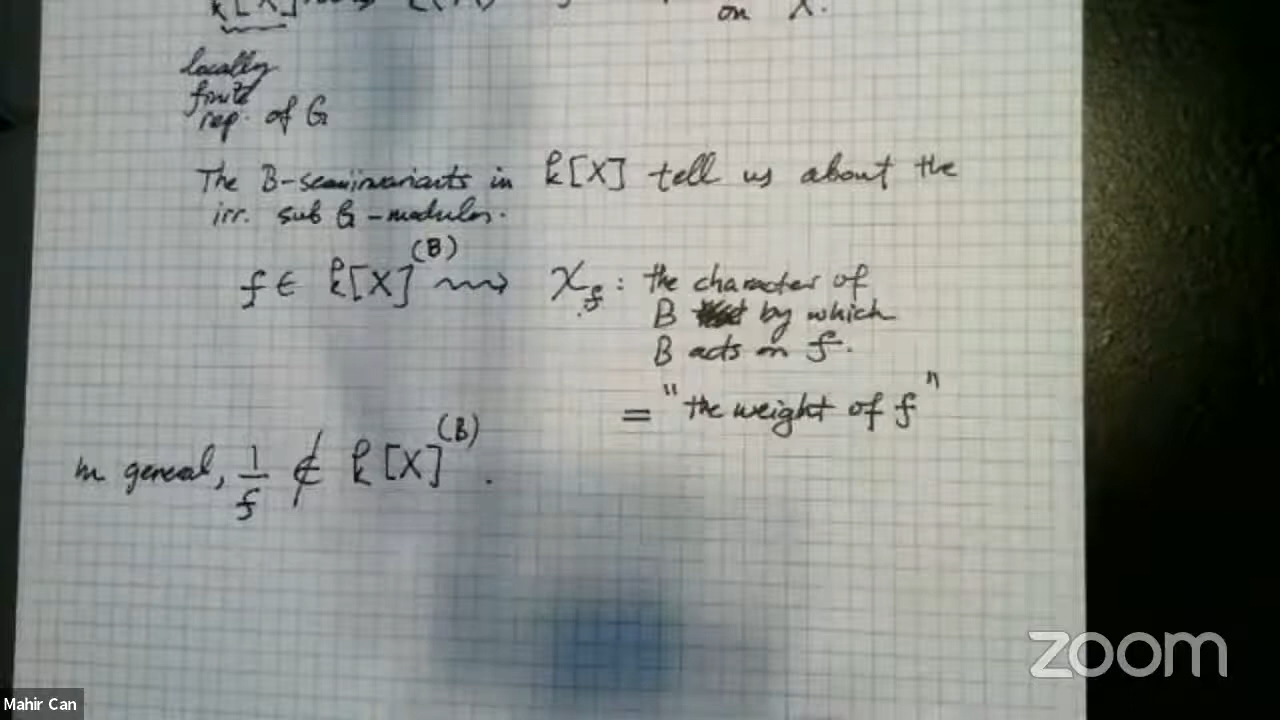 k[X]
on X.
locally
finite
rep. of G
The B-semiinvariants in k[X] tell us about the
irr. sub G-modules.
f ∈ k[X]^(B) ⇝ χ_f : the character of
B by which
B acts on f.
= "the weight of f"
In general, 1/f ∉ k[X]^(B).
zoom
Mahir Can